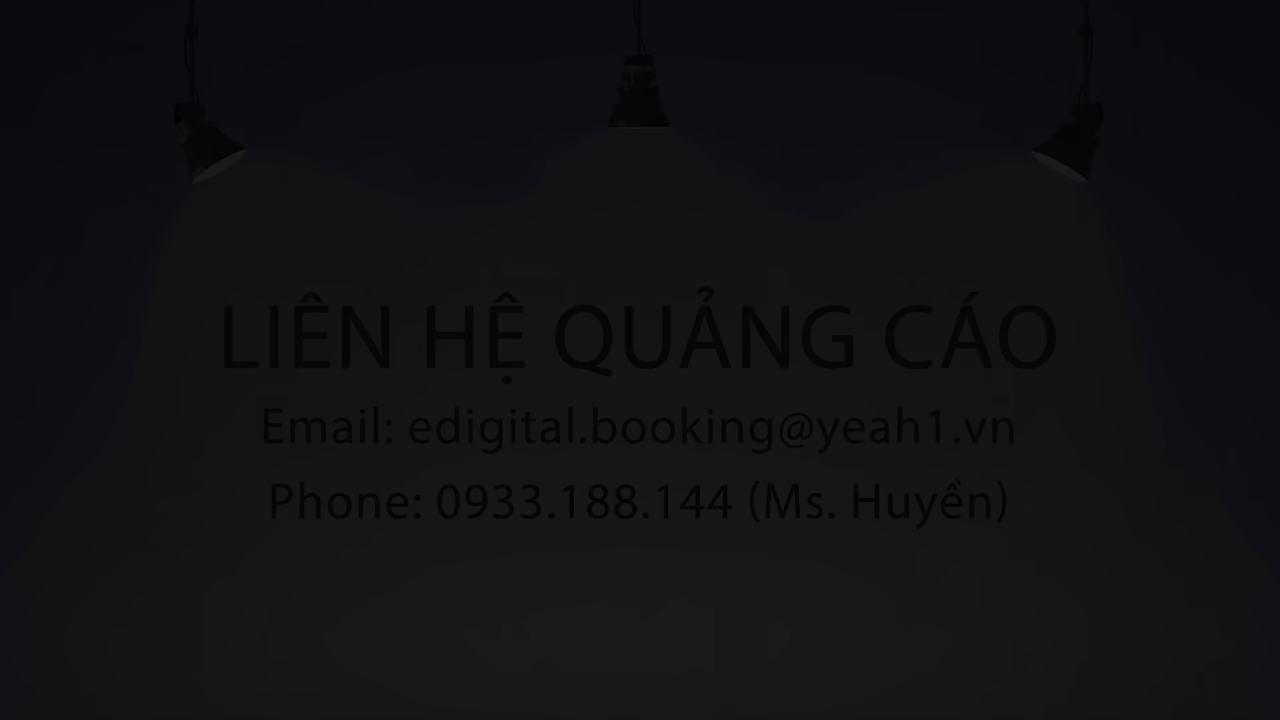 LIÊN HỆ QUẢNG CÁO
Email: edigital.booking@yeah1.vn
Phone: 0933.188.144 (Ms. Huyền)